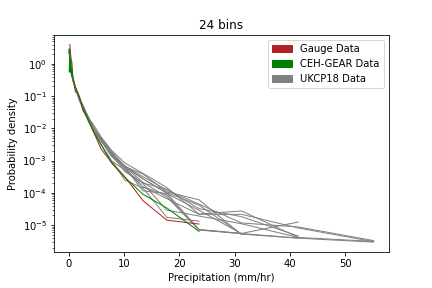 24 bins
Gauge Data
CEH-GEAR Data
UKCP18 Data
Probability density
10⁰
10⁻¹
10⁻²
10⁻³
10⁻⁴
10⁻⁵
0 10 20 30 40 50
Precipitation (mm/hr)